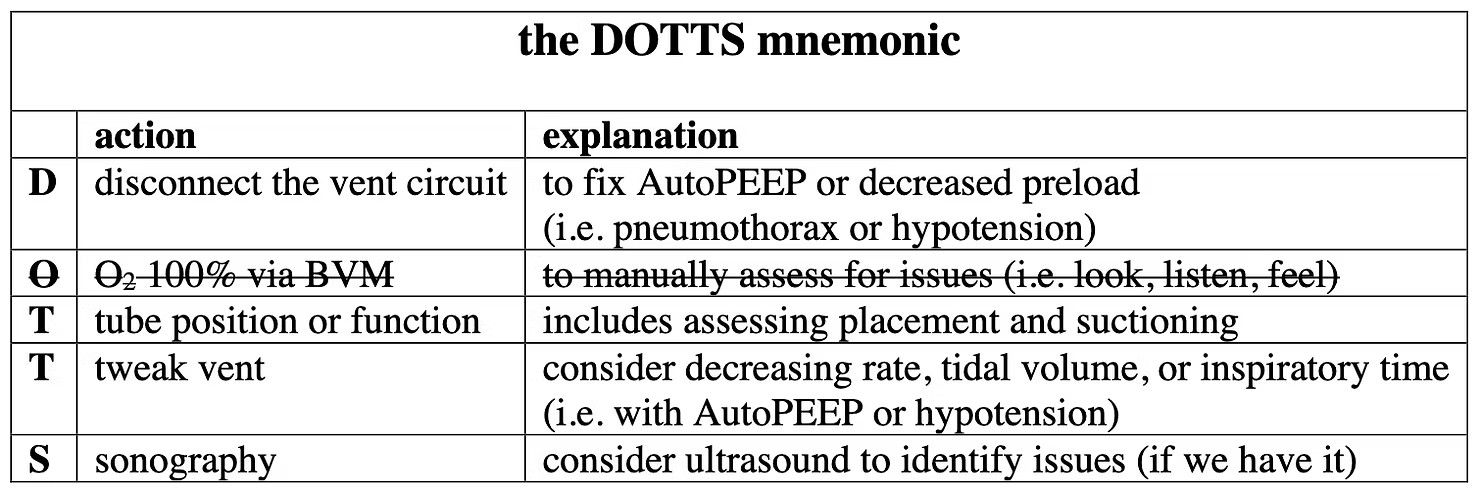 the DOTTS mnemonic
action explanation
D disconnect the vent circuit to fix AutoPEEP or decreased preload
(i.e. pneumothorax or hypotension)
O O₂ 100% via BVM to manually assess for issues (i.e. look, listen, feel)
T tube position or function includes assessing placement and suctioning
T tweak vent consider decreasing rate, tidal volume, or inspiratory time
(i.e. with AutoPEEP or hypotension)
S sonography consider ultrasound to identify issues (if we have it)